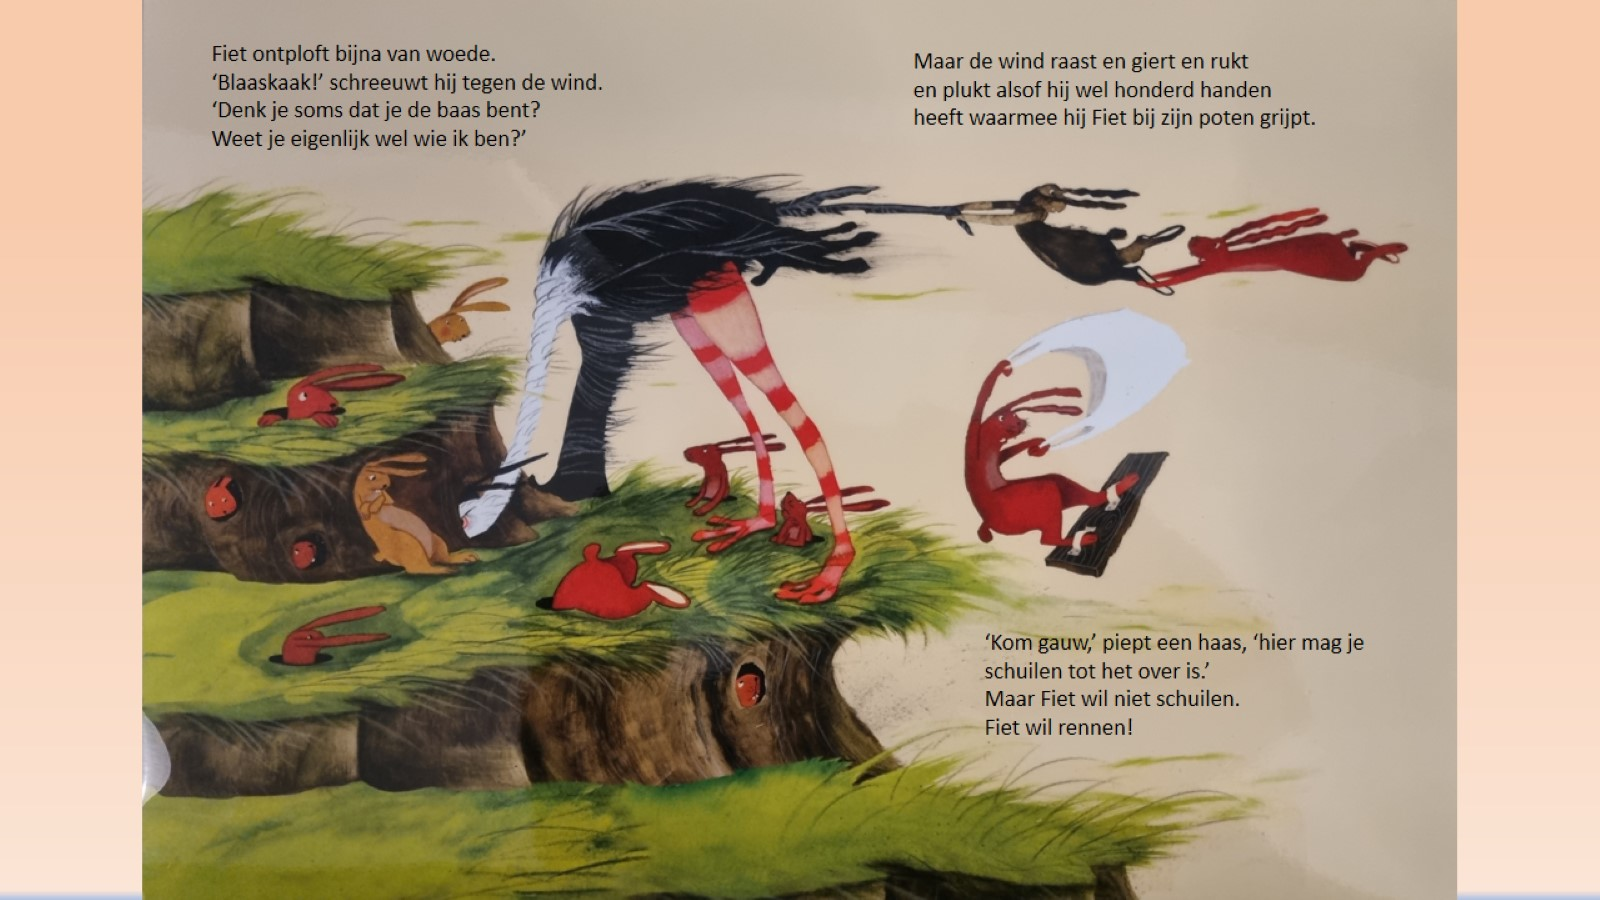 Fiet ontploft bijna van woede.
‘Blaaskaak!’ schreeuwt hij tegen de wind.
‘Denk je soms dat je de baas bent?
Weet je eigenlijk wel wie ik ben?’
Maar de wind raast en giert en rukt
en plukt alsof hij wel honderd handen
heeft waarmee hij Fiet bij zijn poten grijpt.
‘Kom gauw,’ piept een haas, ‘hier mag je
schuilen tot het over is.’
Maar Fiet wil niet schuilen.
Fiet wil rennen!